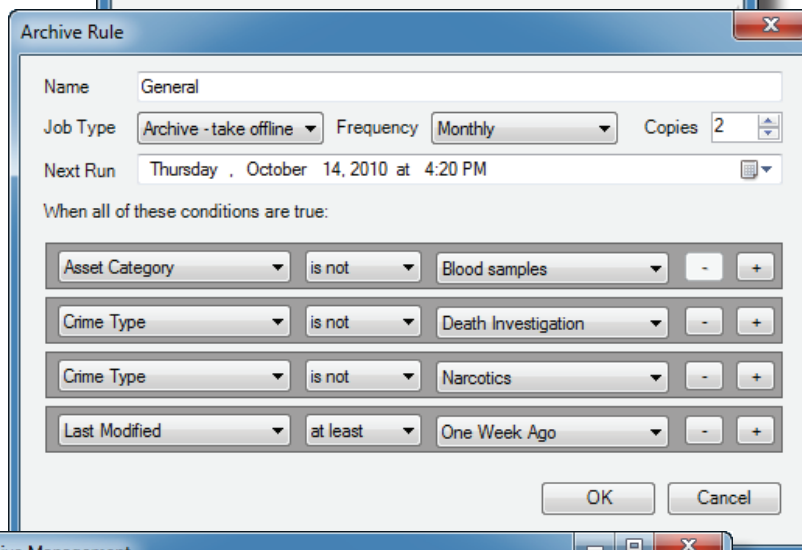 Archive Rule
Name General
Job Type Archive - take offline Frequency Monthly Copies 2
Next Run Thursday , October 14, 2010 at 4:20 PM
When all of these conditions are true:
Asset Category is not Blood samples - +
Crime Type is not Death Investigation - +
Crime Type is not Narcotics - +
Last Modified at least One Week Ago - +
OK Cancel
Management